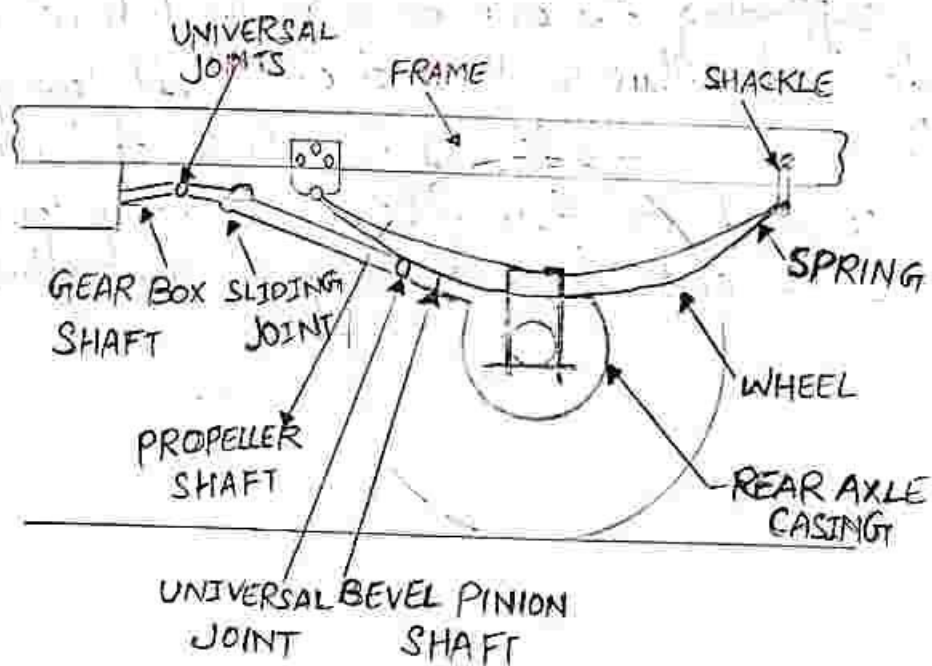 UNIVERSAL
JOINTS
FRAME
SHACKLE
GEAR BOX
SHAFT
SLIDING
JOINT
SPRING
WHEEL
PROPELLER
SHAFT
REAR AXLE
CASING
UNIVERSAL
JOINT
BEVEL PINION
SHAFT